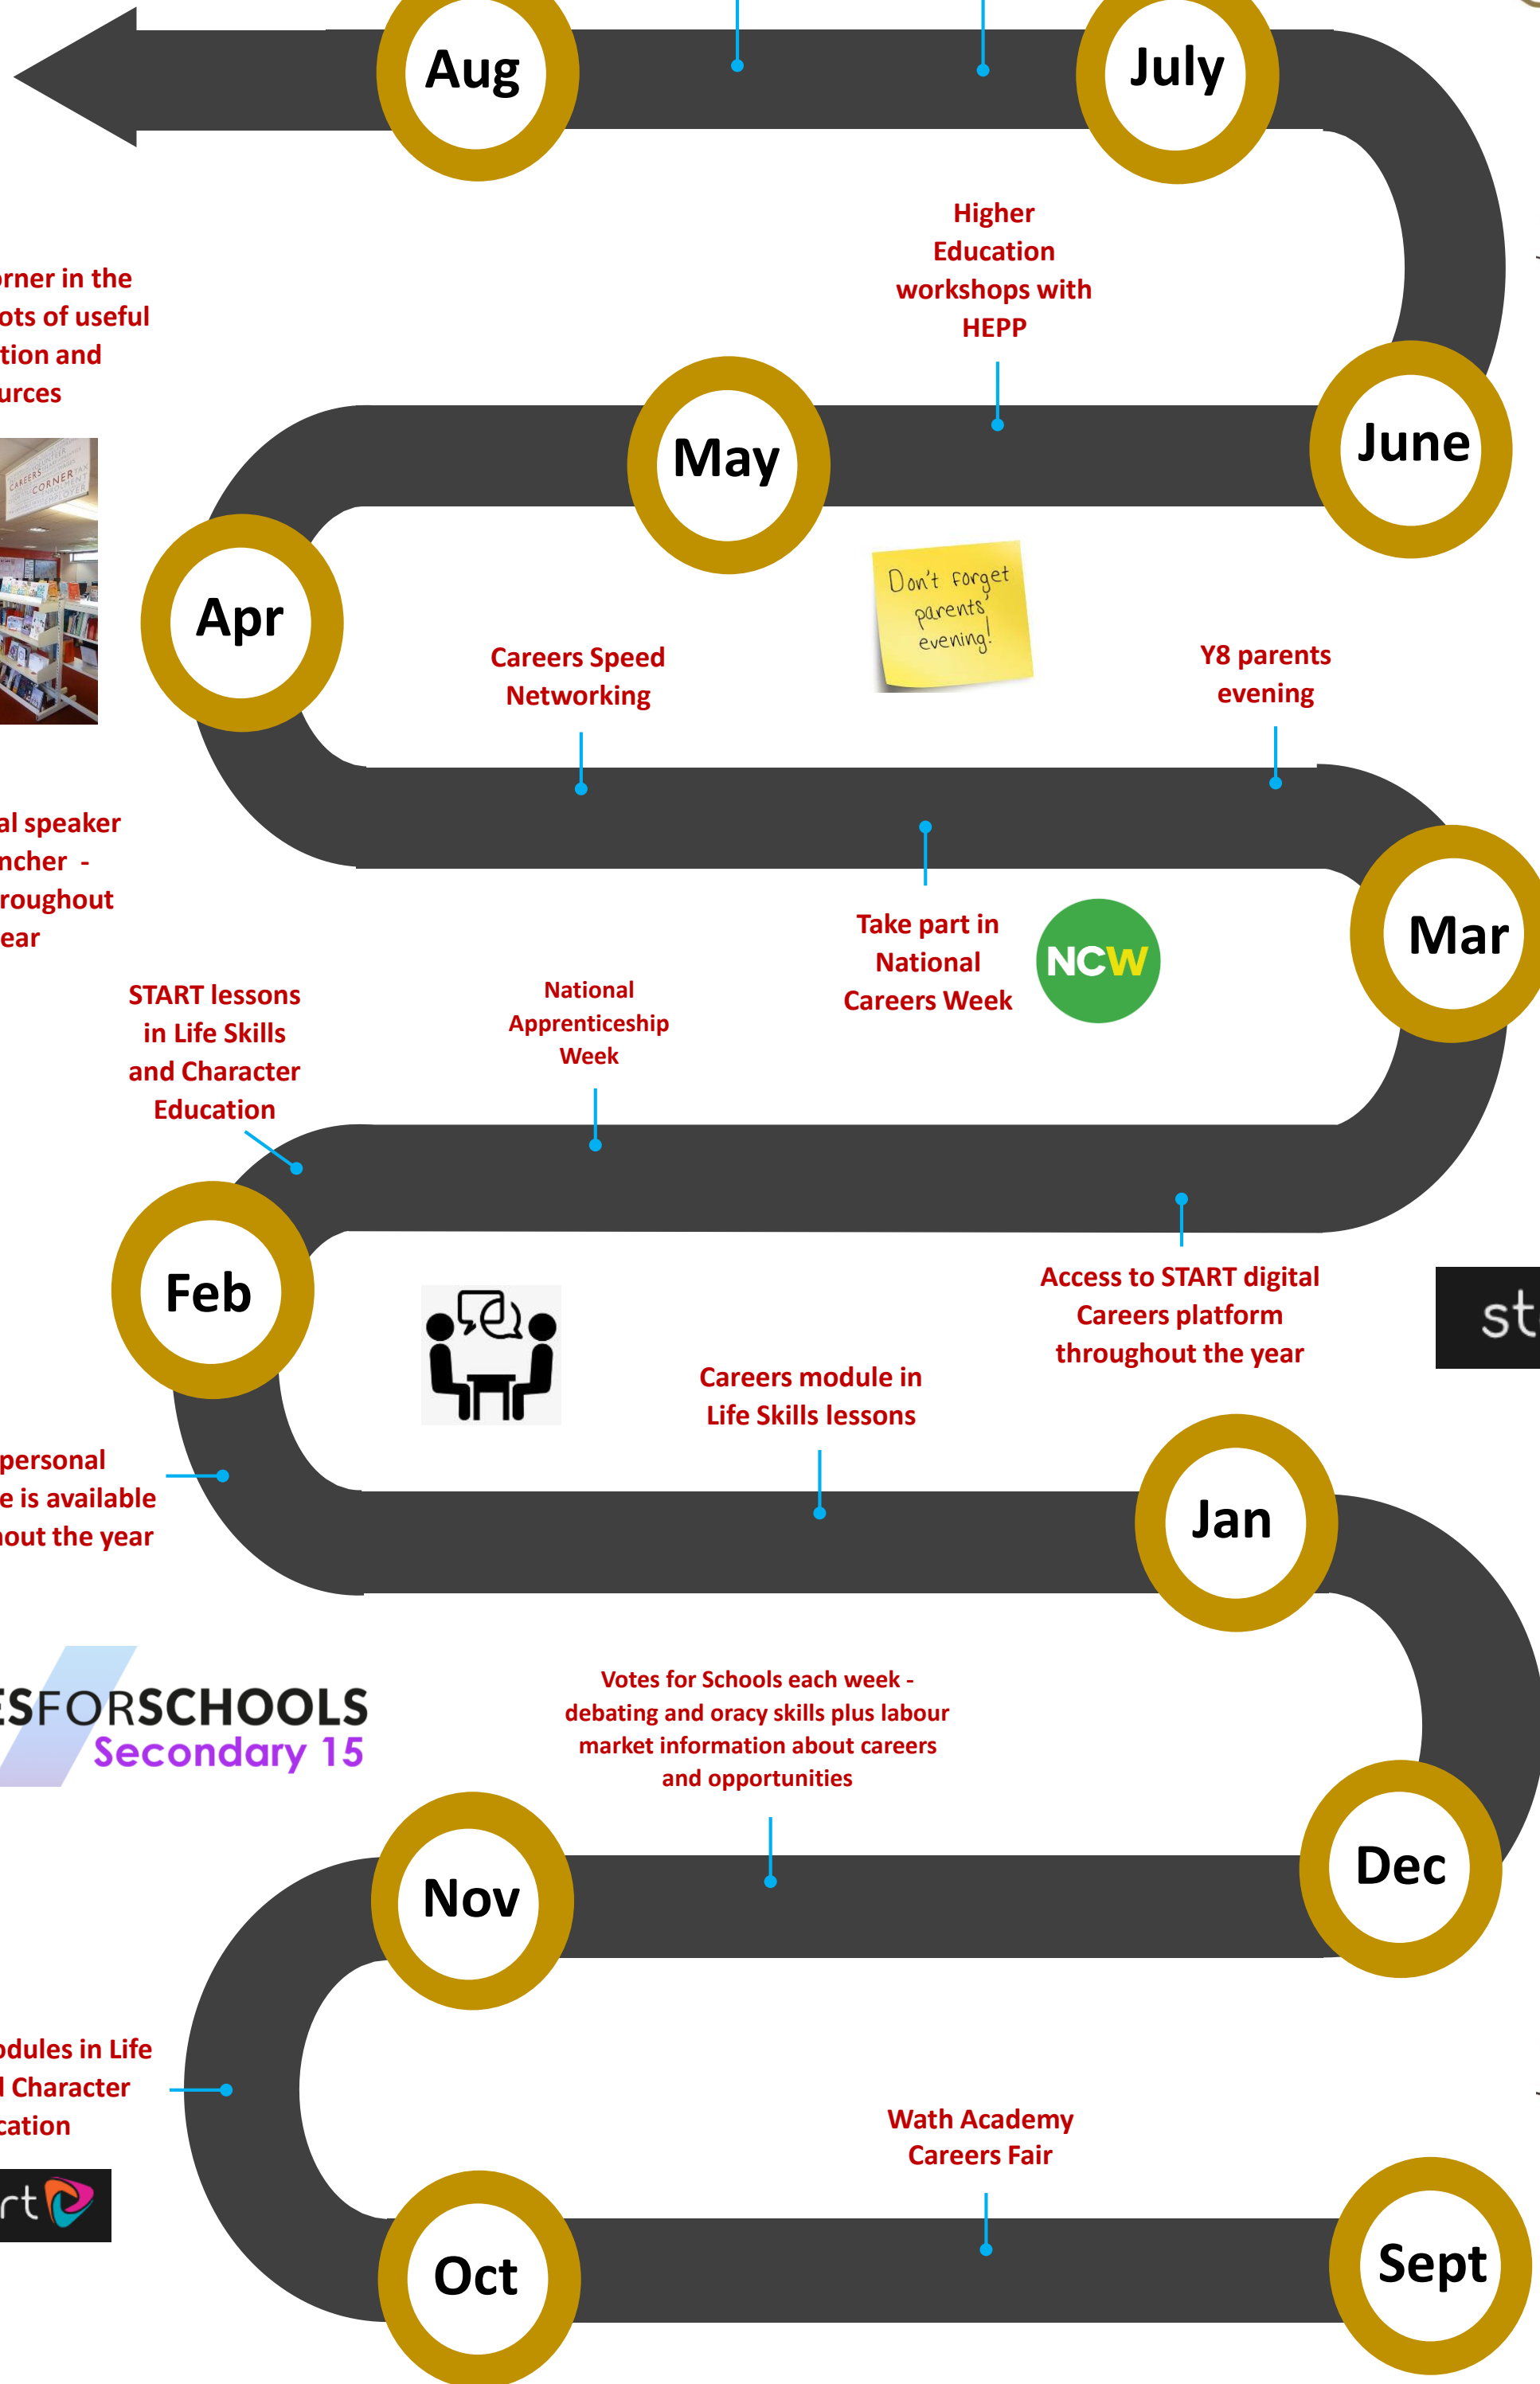 Aug
July
Higher
Education
workshops with
HEPP
orner in the
ots of useful
tion and
urces
CAREERS
CORNER
May
June
Apr
Don't forget
parents'
evening!
Careers Speed
Networking
Y8 parents
evening
al speaker
ncher -
roughout
ear
Take part in
National
Careers Week
NCW
Mar
START lessons
in Life Skills
and Character
Education
National
Apprenticeship
Week
Feb
Access to START digital
Careers platform
throughout the year
st
Careers module in
Life Skills lessons
Jan
personal
e is available
hout the year
ESFORSCHOOLS
Secondary 15
Votes for Schools each week -
debating and oracy skills plus labour
market information about careers
and opportunities
Nov
Dec
odules in Life
d Character
cation
rt
Wath Academy
Careers Fair
Oct
Sept